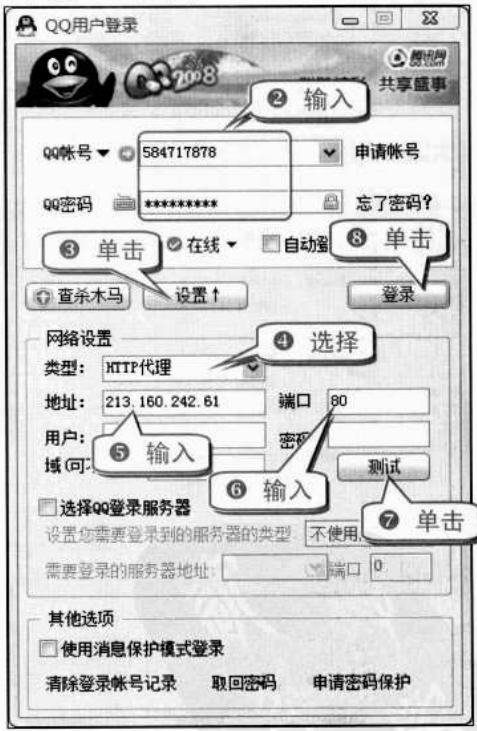 QQ用户登录
腾讯网
QQ.com
QQ2008
共享盛事
❷ 输入
QQ帐号 584717878 申请帐号
QQ密码 ********* 忘了密码?
❸ 单击 在线 自动登 ❽ 单击
查杀木马 设置↑ 登录
网络设置
❹ 选择
类型: HTTP代理
地址: 213.160.242.61 端口 80
用户: 密码
❺ 输入
域(可
测试
❻ 输入
❼ 单击
选择QQ登录服务器
设置您需要登录到的服务器的类型 不使用
需要登录的服务器地址: 端口 0
其他选项
使用消息保护模式登录
清除登录帐号记录 取回密码 申请密码保护